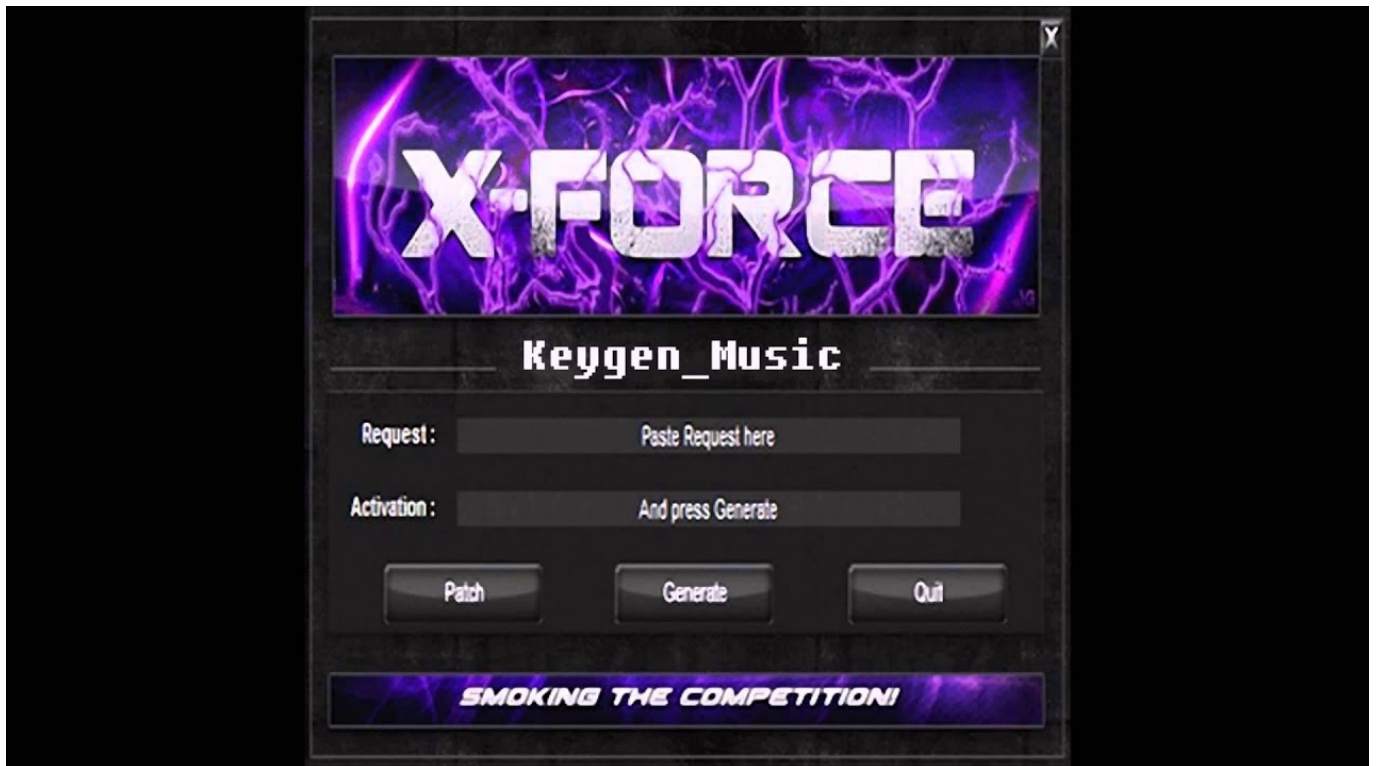 X
X-FORCE
Keygen_Music
Request :
Paste Request here
Activation :
And press Generate
Patch
Generate
Quit
SMOKING THE COMPETITION!